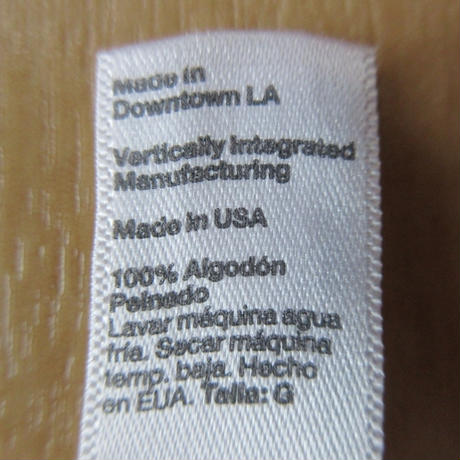 Made in
Downtown LA
Vertically Integrated
Manufacturing
Made in USA
100% Algodón
Peinado
Lavar máquina agua
fría. Secar máquina
temp. baja. Hecho
en EUA. Talla: G